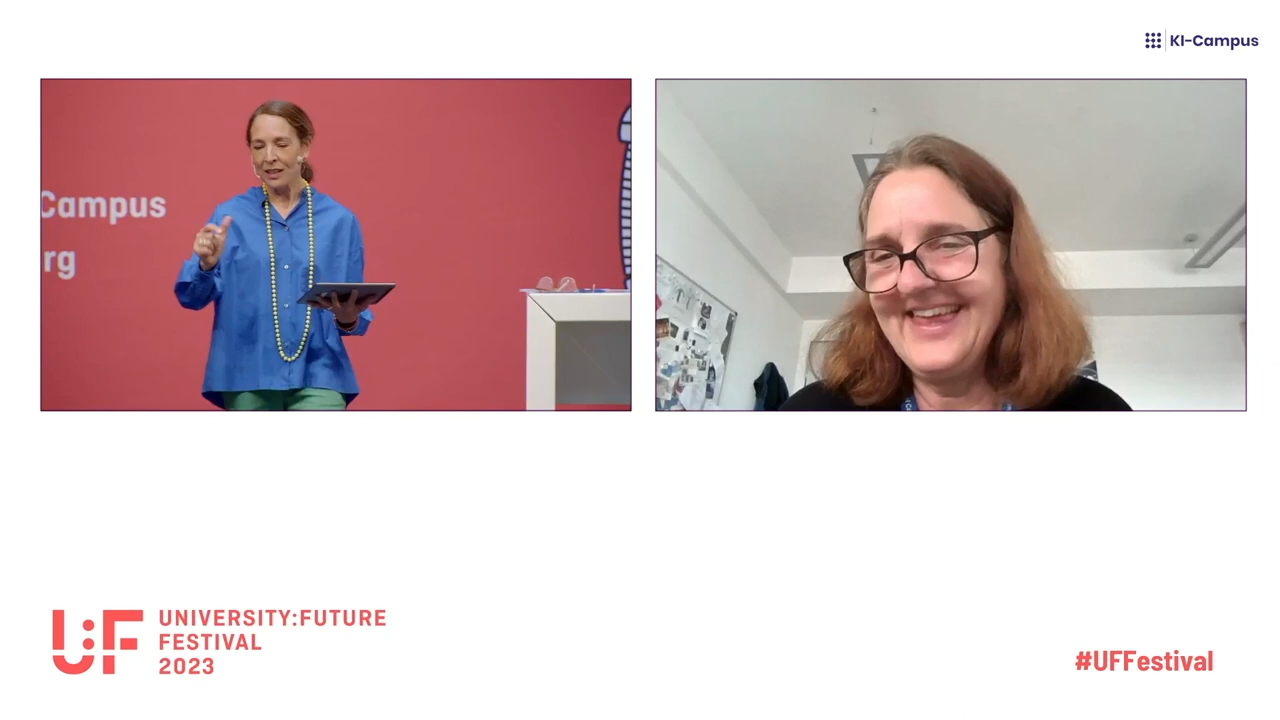 KI-Campus
Campus
rg
UNIVERSITY:FUTURE
FESTIVAL
2023
U:F
#UFFestival